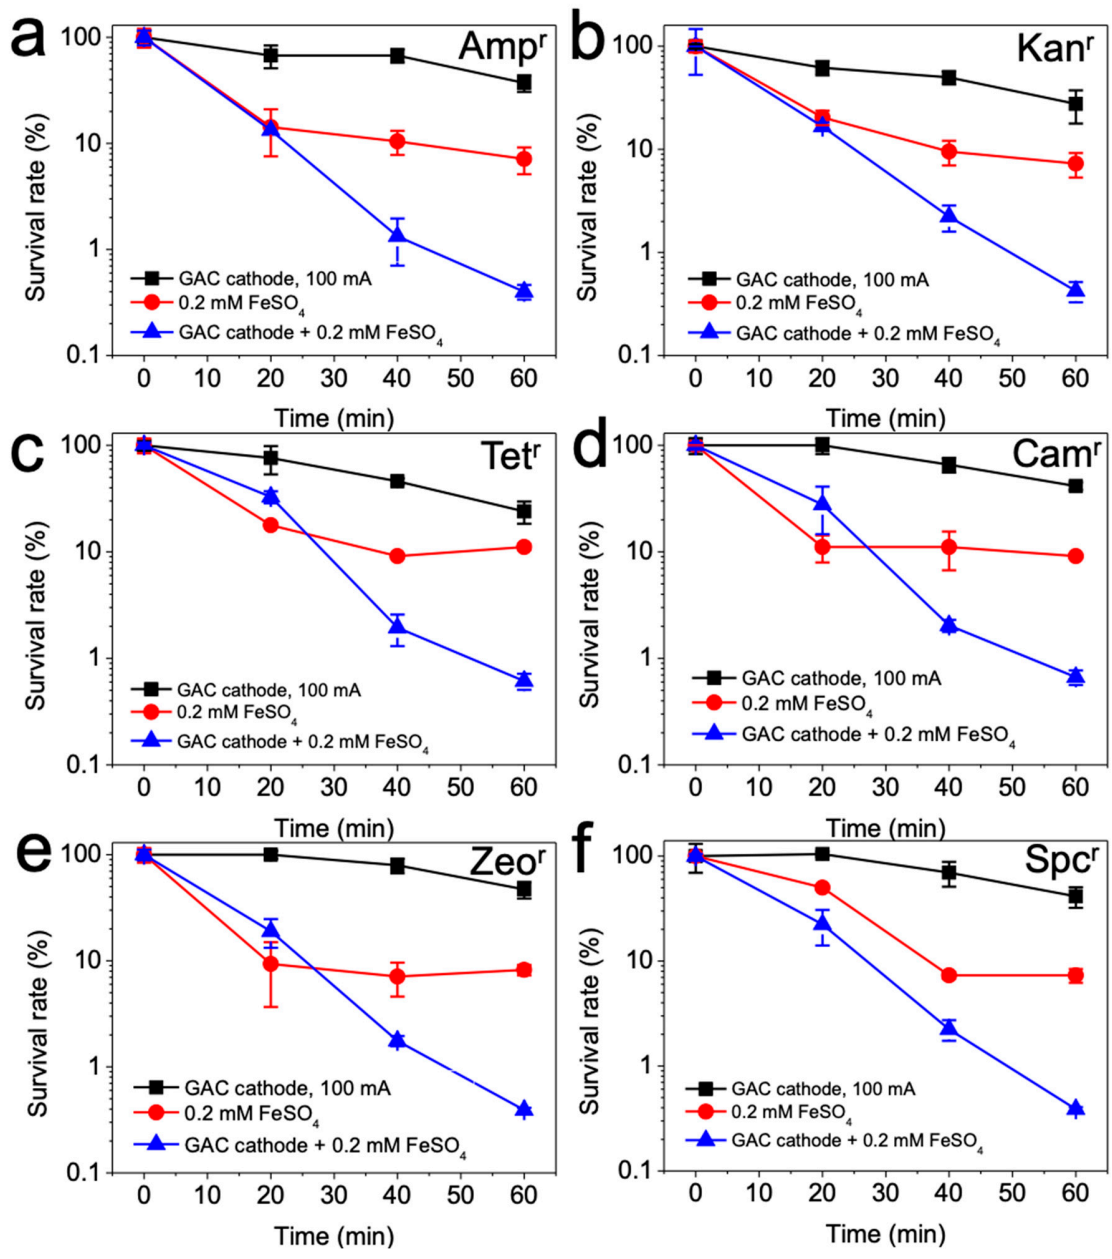 a
Ampʳ
Survival rate (%)
100
10
1
0.1
GAC cathode, 100 mA
0.2 mM FeSO₄
GAC cathode + 0.2 mM FeSO₄
0 10 20 30 40 50 60
Time (min)
b
Kanʳ
Survival rate (%)
100
10
1
0.1
GAC cathode, 100 mA
0.2 mM FeSO₄
GAC cathode + 0.2 mM FeSO₄
0 10 20 30 40 50 60
Time (min)
c
Tetʳ
Survival rate (%)
100
10
1
0.1
GAC cathode, 100 mA
0.2 mM FeSO₄
GAC cathode + 0.2 mM FeSO₄
0 10 20 30 40 50 60
Time (min)
d
Camʳ
Survival rate (%)
100
10
1
0.1
GAC cathode, 100 mA
0.2 mM FeSO₄
GAC cathode + 0.2 mM FeSO₄
0 10 20 30 40 50 60
Time (min)
e
Zeoʳ
Survival rate (%)
100
10
1
0.1
GAC cathode, 100 mA
0.2 mM FeSO₄
GAC cathode + 0.2 mM FeSO₄
0 10 20 30 40 50 60
Time (min)
f
Spcʳ
Survival rate (%)
100
10
1
0.1
GAC cathode, 100 mA
0.2 mM FeSO₄
GAC cathode + 0.2 mM FeSO₄
0 10 20 30 40 50 60
Time (min)